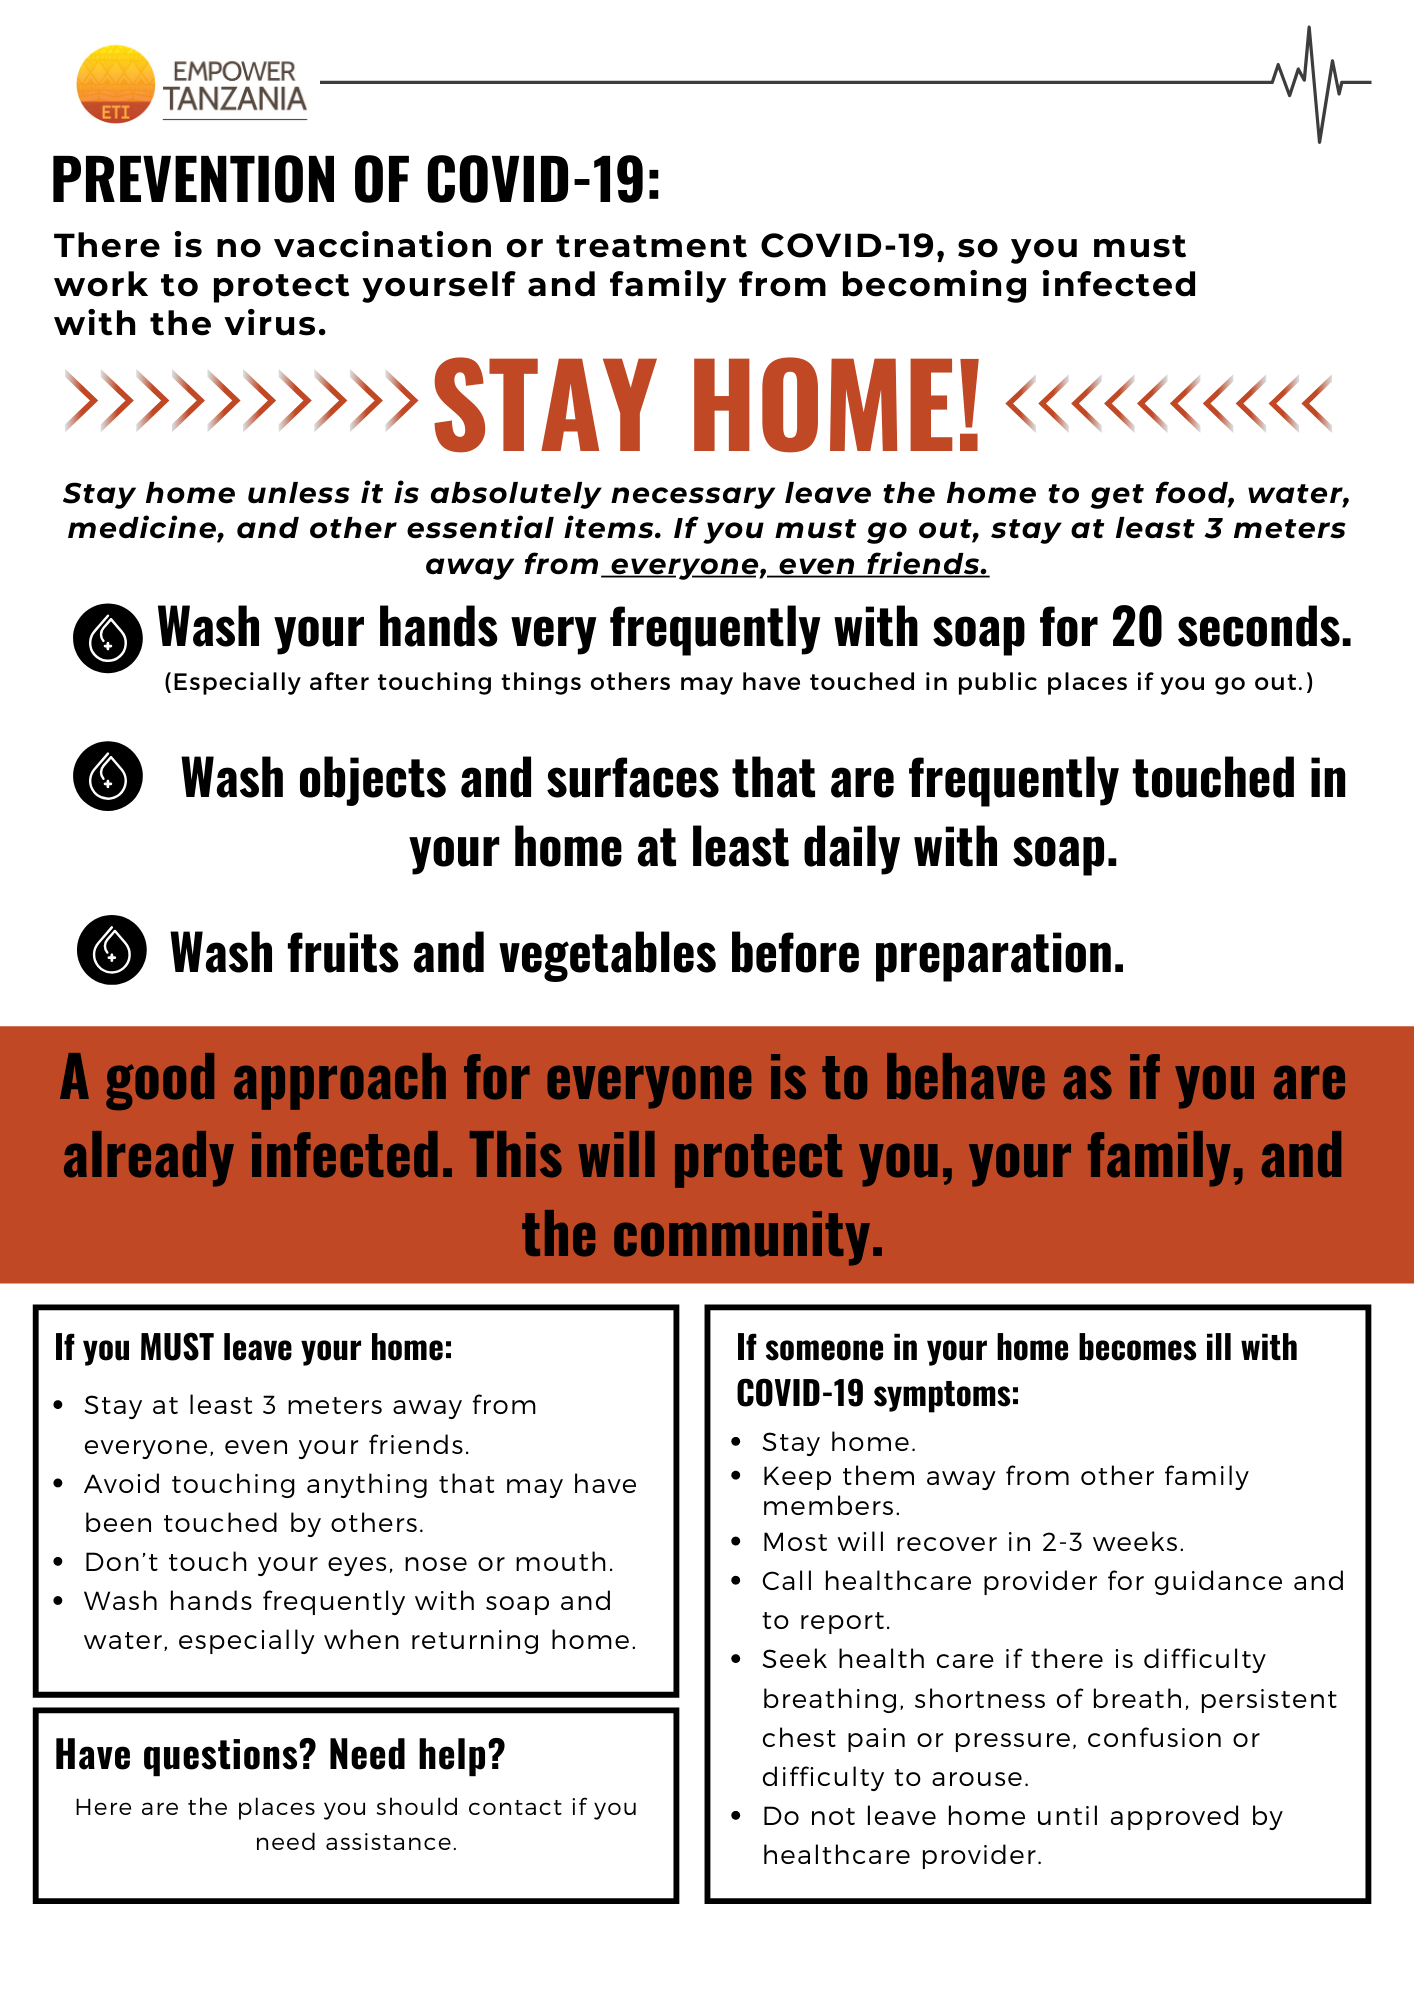 EMPOWER
TANZANIA
ETI
PREVENTION OF COVID-19:
There is no vaccination or treatment COVID-19, so you must
work to protect yourself and family from becoming infected
with the virus.
STAY HOME!
Stay home unless it is absolutely necessary leave the home to get food, water,
medicine, and other essential items. If you must go out, stay at least 3 meters
away from everyone, even friends.
Wash your hands very frequently with soap for 20 seconds.
(Especially after touching things others may have touched in public places if you go out.)
Wash objects and surfaces that are frequently touched in
your home at least daily with soap.
Wash fruits and vegetables before preparation.
A good approach for everyone is to behave as if you are
already infected. This will protect you, your family, and
the community.
If you MUST leave your home:
• Stay at least 3 meters away from
everyone, even your friends.
• Avoid touching anything that may have
been touched by others.
• Don’t touch your eyes, nose or mouth.
• Wash hands frequently with soap and
water, especially when returning home.
Have questions? Need help?
Here are the places you should contact if you
need assistance.
If someone in your home becomes ill with
COVID-19 symptoms:
• Stay home.
• Keep them away from other family
members.
• Most will recover in 2-3 weeks.
• Call healthcare provider for guidance and
to report.
• Seek health care if there is difficulty
breathing, shortness of breath, persistent
chest pain or pressure, confusion or
difficulty to arouse.
• Do not leave home until approved by
healthcare provider.